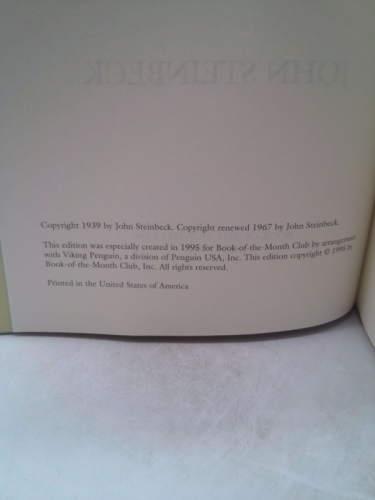 JOHN STEINBECK
Copyright 1939 by John Steinbeck. Copyright renewed 1967 by John Steinbeck.
This edition was especially created in 1995 for Book-of-the-Month Club by arrangement
with Viking Penguin, a division of Penguin USA, Inc. This edition copyright © 1995 by
Book-of-the-Month Club, Inc. All rights reserved.
Printed in the United States of America